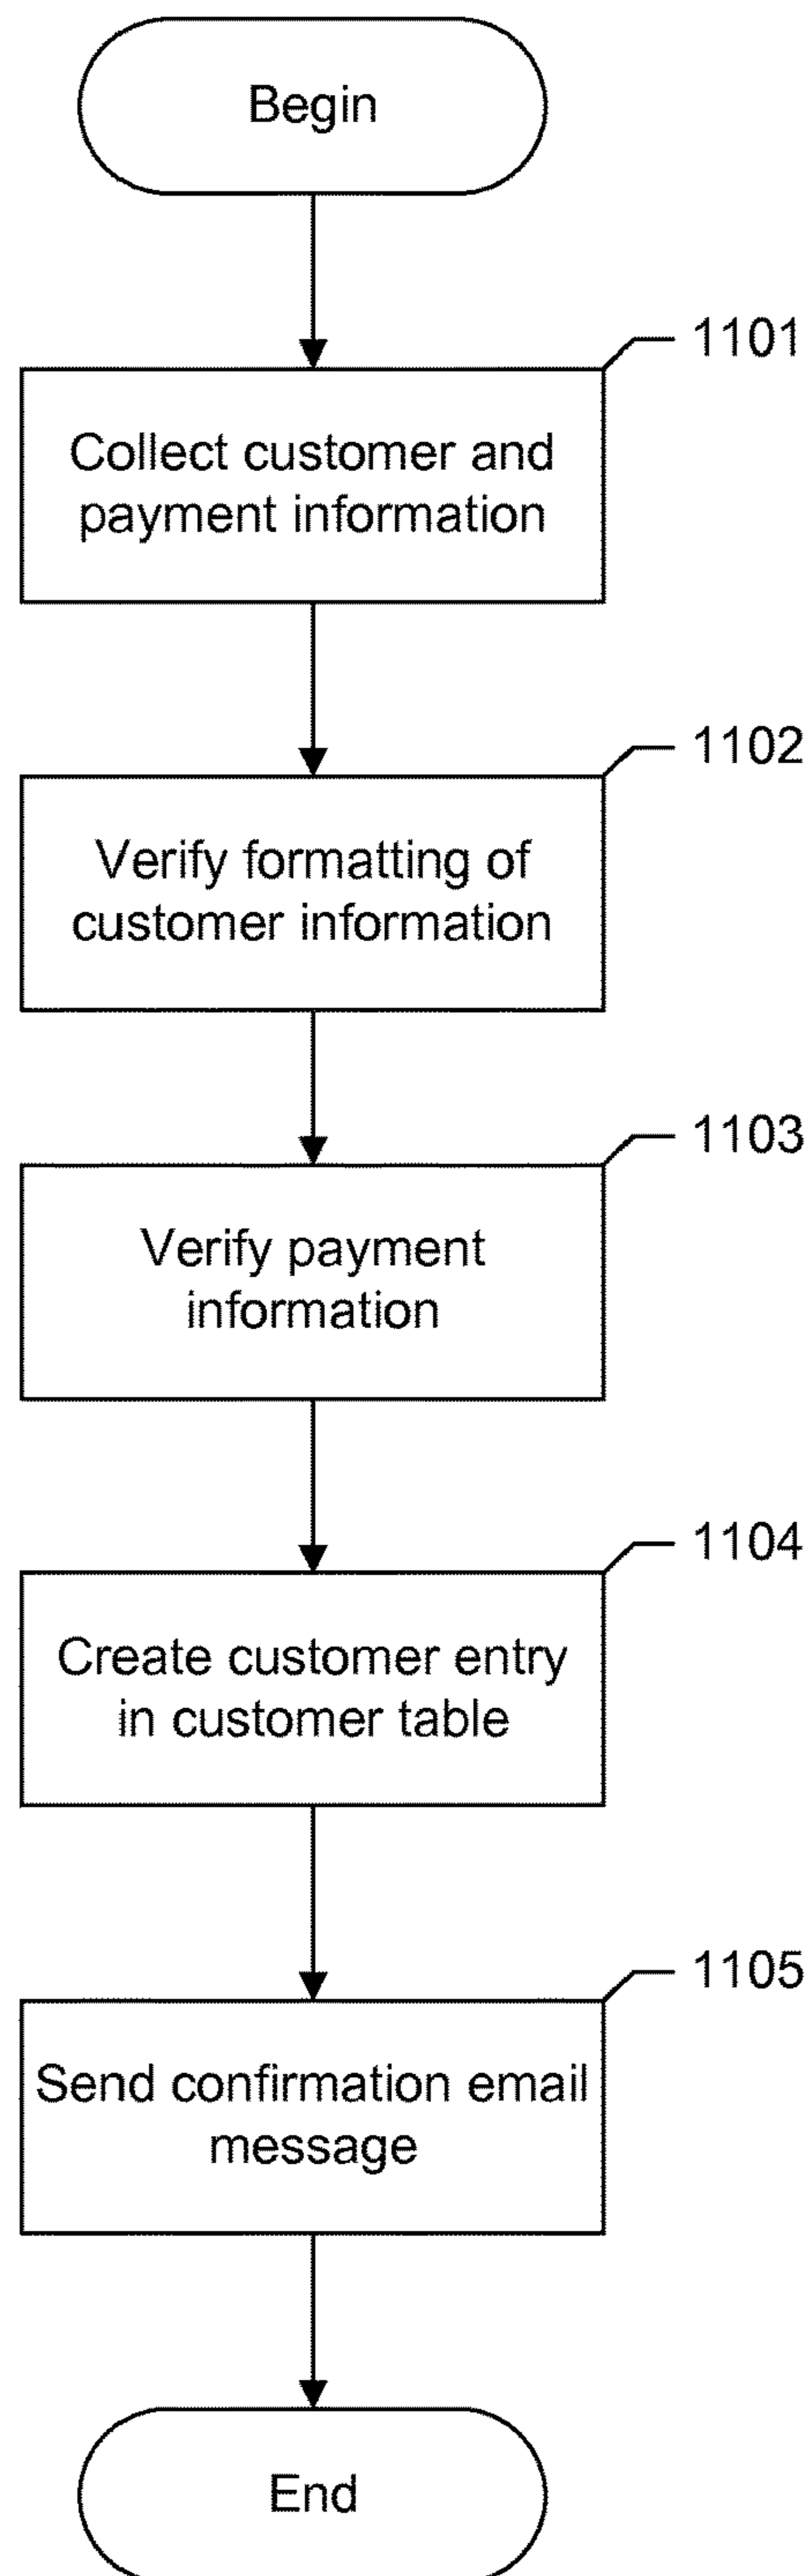 Begin
1101
Collect customer and
payment information
1102
Verify formatting of
customer information
1103
Verify payment
information
1104
Create customer entry
in customer table
1105
Send confirmation email
message
End